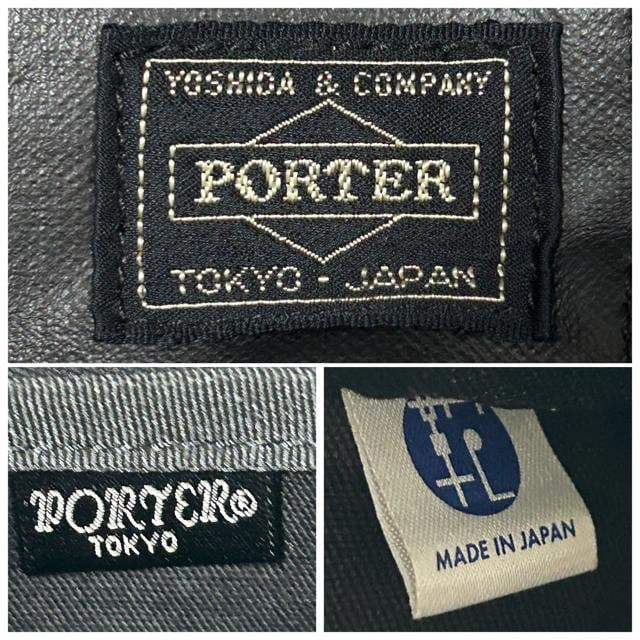 YOSHIDA & COMPANY
PORTER
TOKYO - JAPAN
PORTER®
TOKYO
MADE IN JAPAN